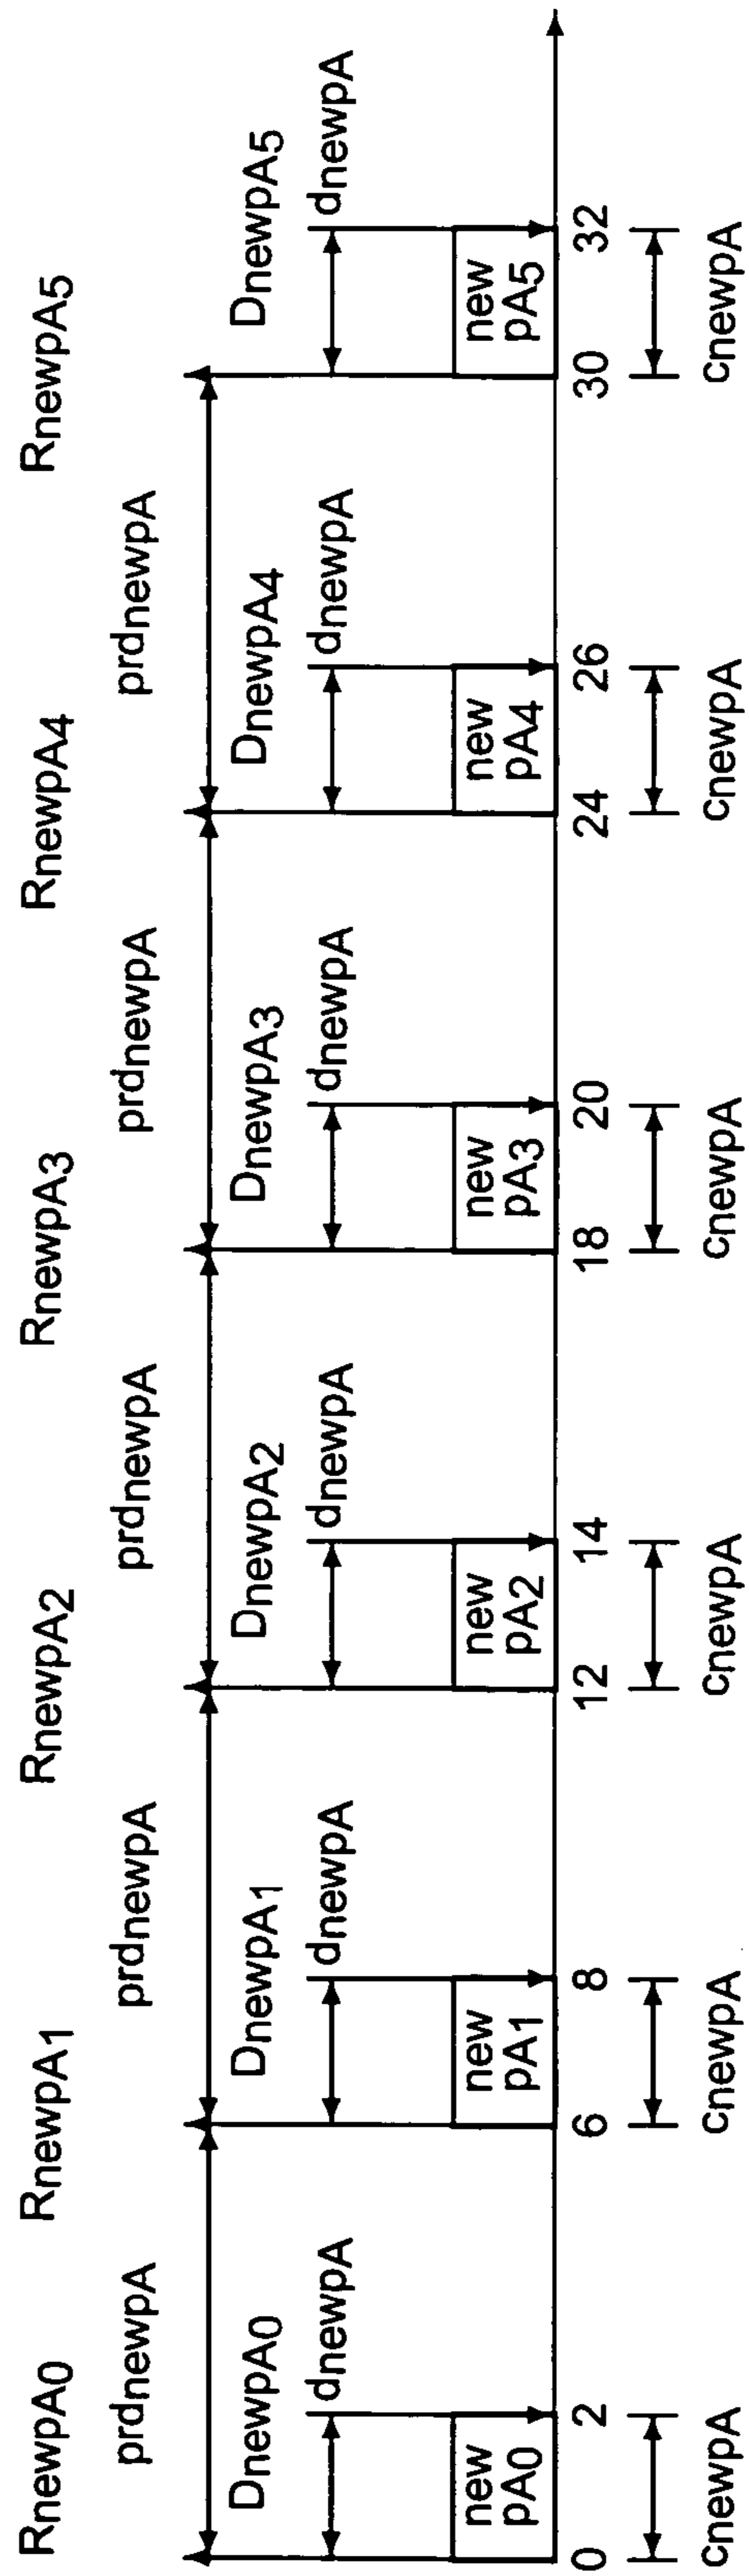 RnewpA0 RnewpA1 RnewpA2 RnewpA3 RnewpA4 RnewpA5
prdnewpA prdnewpA prdnewpA prdnewpA prdnewpA
DnewpA0 DnewpA1 DnewpA2 DnewpA3 DnewpA4 DnewpA5
dnewpA dnewpA dnewpA dnewpA dnewpA dnewpA
new new new new new new
pA0 pA1 pA2 pA3 pA4 pA5
0 2 6 8 12 14 18 20 24 26 30 32
cnewpA cnewpA cnewpA cnewpA cnewpA cnewpA